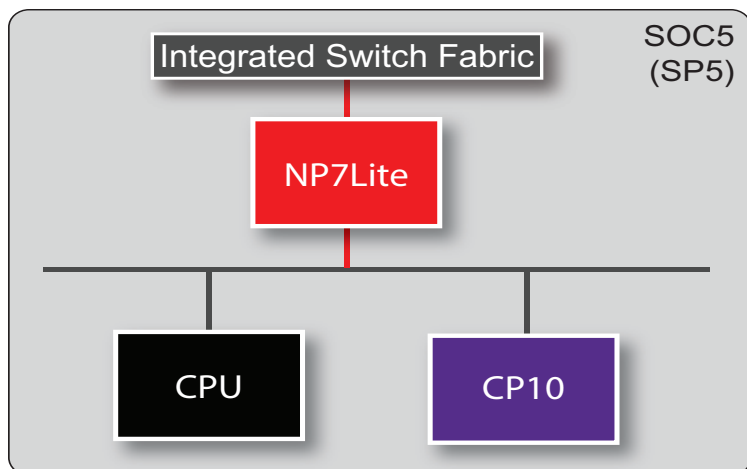 Integrated Switch Fabric
SOC5
(SP5)
NP7Lite
CPU
CP10